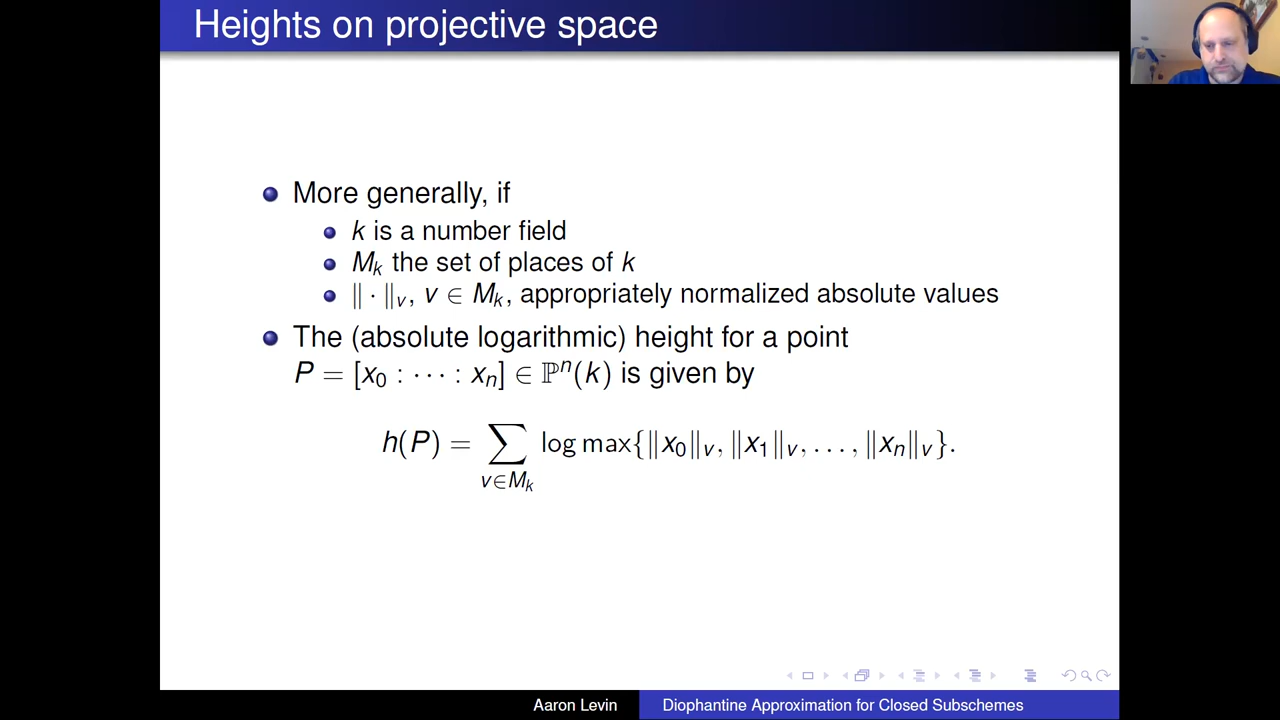 Heights on projective space
More generally, if
k is a number field
M_k the set of places of k
‖ · ‖_v, v ∈ M_k, appropriately normalized absolute values
The (absolute logarithmic) height for a point
P = [x_0 : · · · : x_n] ∈ ℙ^n(k) is given by
h(P) = ∑_{v∈M_k} log max{‖x_0‖_v, ‖x_1‖_v, . . . , ‖x_n‖_v}.
Aaron Levin
Diophantine Approximation for Closed Subschemes